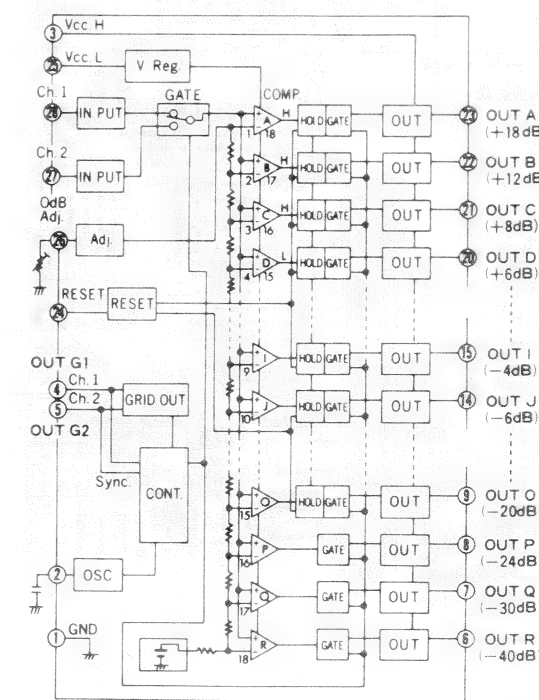 3 Vcc. H
25 Vcc. L
V Reg.
Ch. 1
GATE
COMP.
28 IN PUT
1 A 18 H
HOLD GATE
OUT
23 OUT A
(+18dB
Ch. 2
27 IN PUT
2 B 17 H
HOLD GATE
OUT
22 OUT B
(+12dB
0dB
Adj.
26 Adj.
3 C 16 H
HOLD GATE
OUT
21 OUT C
(+8dB)
4 D 15 L
HOLD GATE
OUT
20 OUT D
(+6dB)
RESET
24 RESET
9 I
HOLD GATE
OUT
15 OUT I
(-4dB)
OUT G1
4 Ch. 1
5 Ch. 2
GRID OUT
OUT G2
10 J
HOLD GATE
OUT
14 OUT J
(-6dB)
Sync.
CONT.
15 O
HOLD GATE
OUT
9 OUT O
(-20dB)
16 P
GATE
OUT
8 OUT P
(-24dB)
2 OSC
17 Q
GATE
OUT
7 OUT Q
(-30dB)
1 GND
18 R
GATE
OUT
6 OUT R
(-40dB)